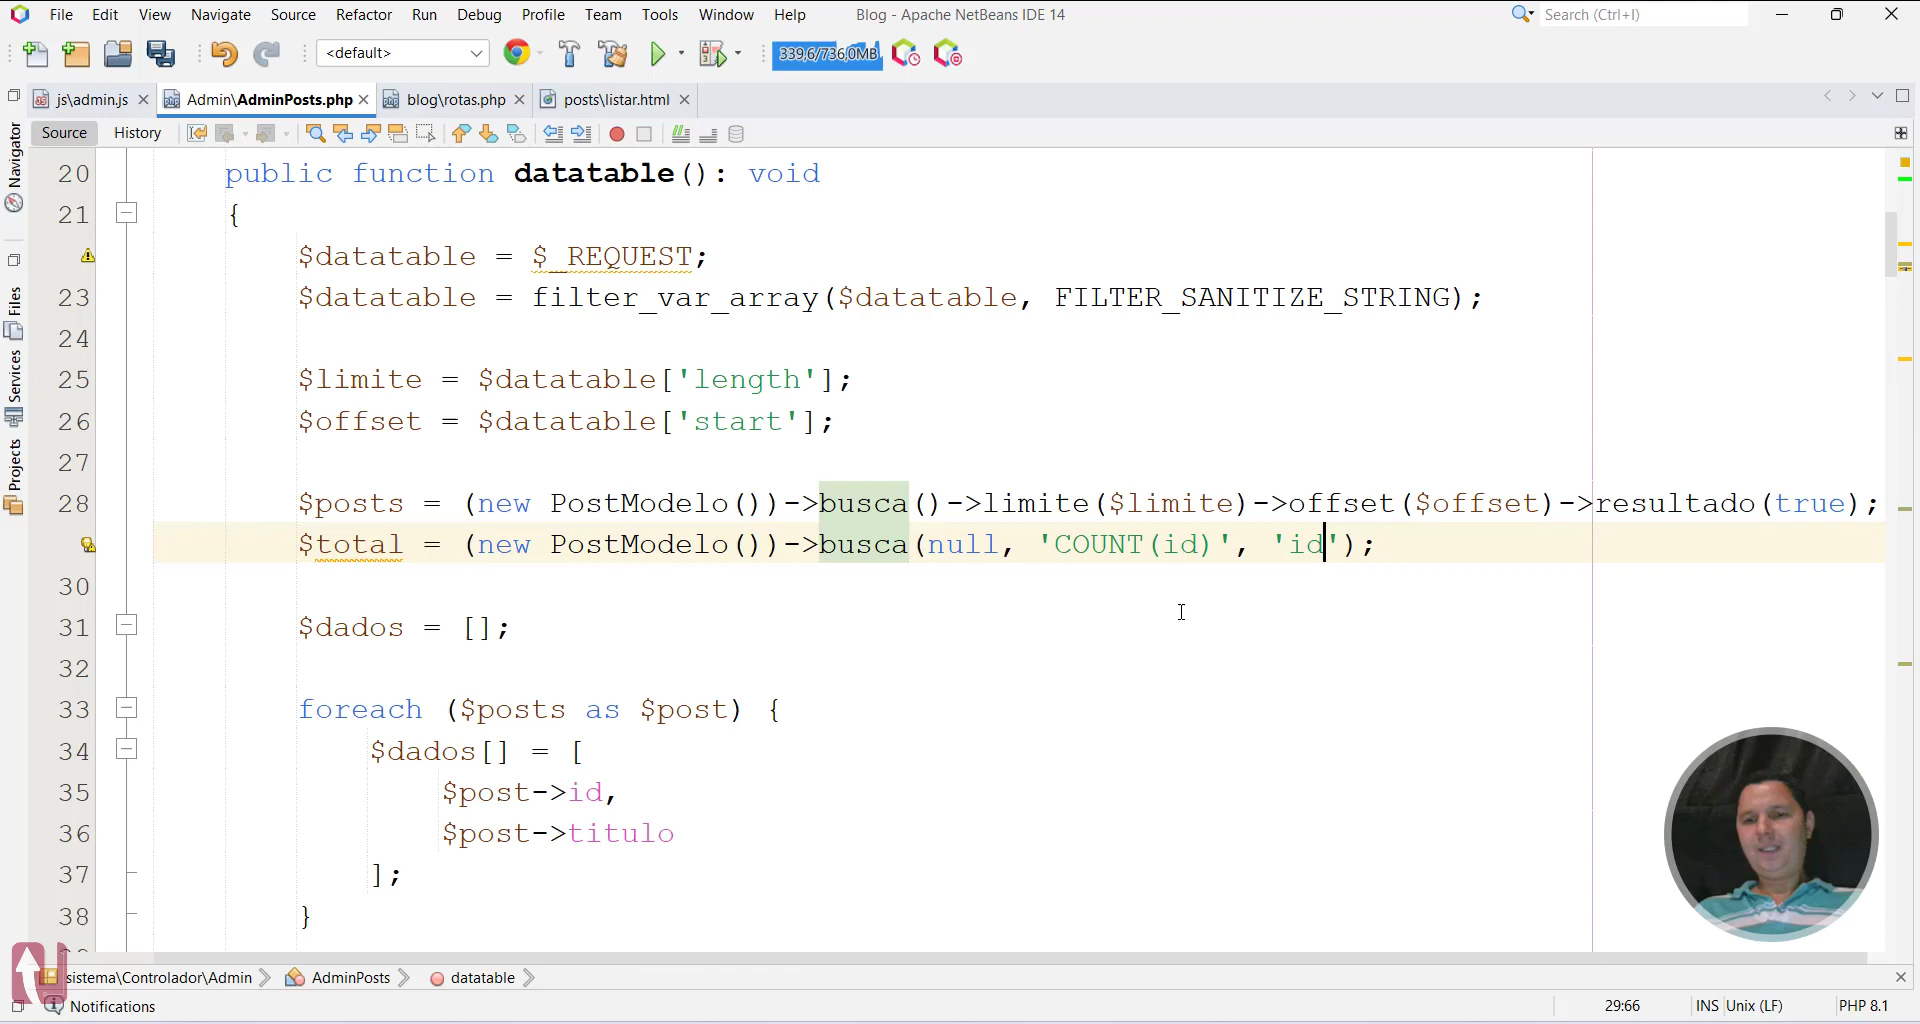 File Edit View Navigate Source Refactor Run Debug Profile Team Tools Window Help Blog - Apache NetBeans IDE 14 Search (Ctrl+I)
<default> 339,6/736,0MB
js\admin.js Admin\AdminPosts.php blog\rotas.php posts\listar.html
Source History
Navigator
Files
Services
Projects
20 public function datatable(): void
21 {
$datatable = $_REQUEST;
23 $datatable = filter_var_array($datatable, FILTER_SANITIZE_STRING);
24
25 $limite = $datatable['length'];
26 $offset = $datatable['start'];
27
28 $posts = (new PostModelo())->busca()->limite($limite)->offset($offset)->resultado(true);
$total = (new PostModelo())->busca(null, 'COUNT(id)', 'id');
30
31 $dados = [];
32
33 foreach ($posts as $post) {
34 $dados[] = [
35 $post->id,
36 $post->titulo
37 ];
38 }
sistema\Controlador\Admin AdminPosts datatable
Notifications 29:66 INS Unix (LF) PHP 8.1